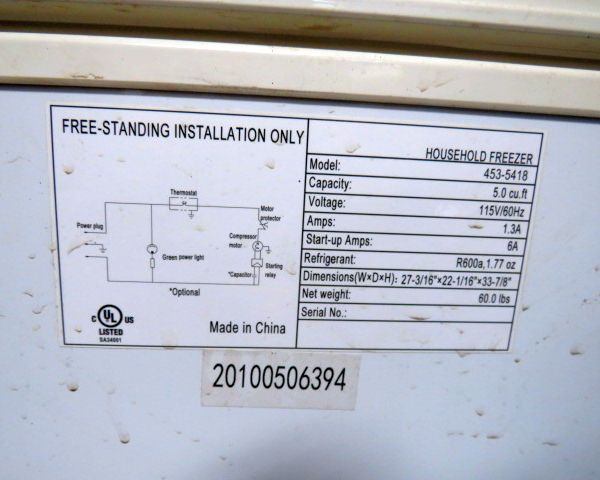 FREE-STANDING INSTALLATION ONLY
Thermostat
Motor
protector
Power plug
Compressor
motor
Green power light
*Capacitor
Starting
relay
*Optional
C UL US
LISTED
SA34661
Made in China
HOUSEHOLD FREEZER
Model: 453-5418
Capacity: 5.0 cu.ft
Voltage: 115V/60Hz
Amps: 1.3A
Start-up Amps: 6A
Refrigerant: R600a,1.77 oz
Dimensions(W×D×H): 27-3/16"×22-1/16"×33-7/8"
Net weight: 60.0 lbs
Serial No.:
20100506394